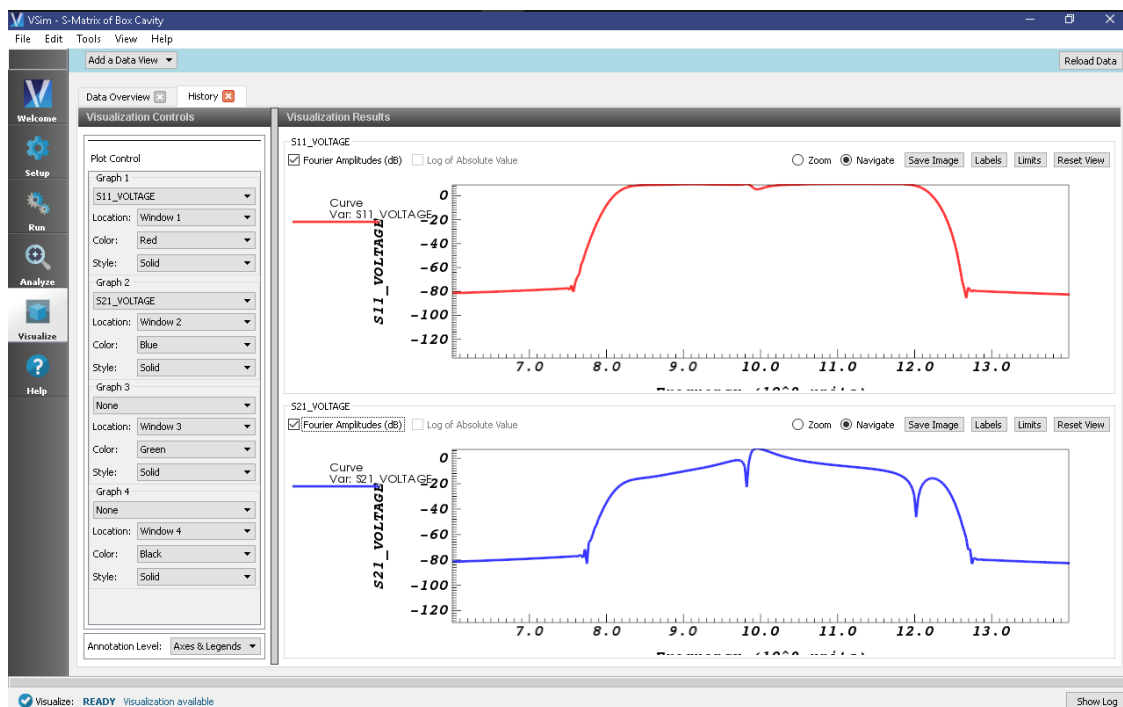 VSim - S-Matrix of Box Cavity
File Edit Tools View Help
Add a Data View
Reload Data
Welcome
Setup
Run
Analyze
Visualize
Help
Data Overview
History
Visualization Controls
Plot Control
Graph 1
S11_VOLTAGE
Location: Window 1
Color: Red
Style: Solid
Graph 2
S21_VOLTAGE
Location: Window 2
Color: Blue
Style: Solid
Graph 3
None
Location: Window 3
Color: Green
Style: Solid
Graph 4
None
Location: Window 4
Color: Black
Style: Solid
Annotation Level: Axes & Legends
Visualization Results
S11_VOLTAGE
Fourier Amplitudes (dB) Log of Absolute Value Zoom Navigate Save Image Labels Limits Reset View
Curve
Var: S11_VOLTAGE
S11_VOLTAGE
0
-20
-40
-60
-80
-100
-120
7.0 8.0 9.0 10.0 11.0 12.0 13.0
Frequency (10^9 units)
S21_VOLTAGE
Fourier Amplitudes (dB) Log of Absolute Value Zoom Navigate Save Image Labels Limits Reset View
Curve
Var: S21_VOLTAGE
S21_VOLTAGE
0
-20
-40
-60
-80
-100
-120
7.0 8.0 9.0 10.0 11.0 12.0 13.0
Visualize: READY Visualization available
Show Log